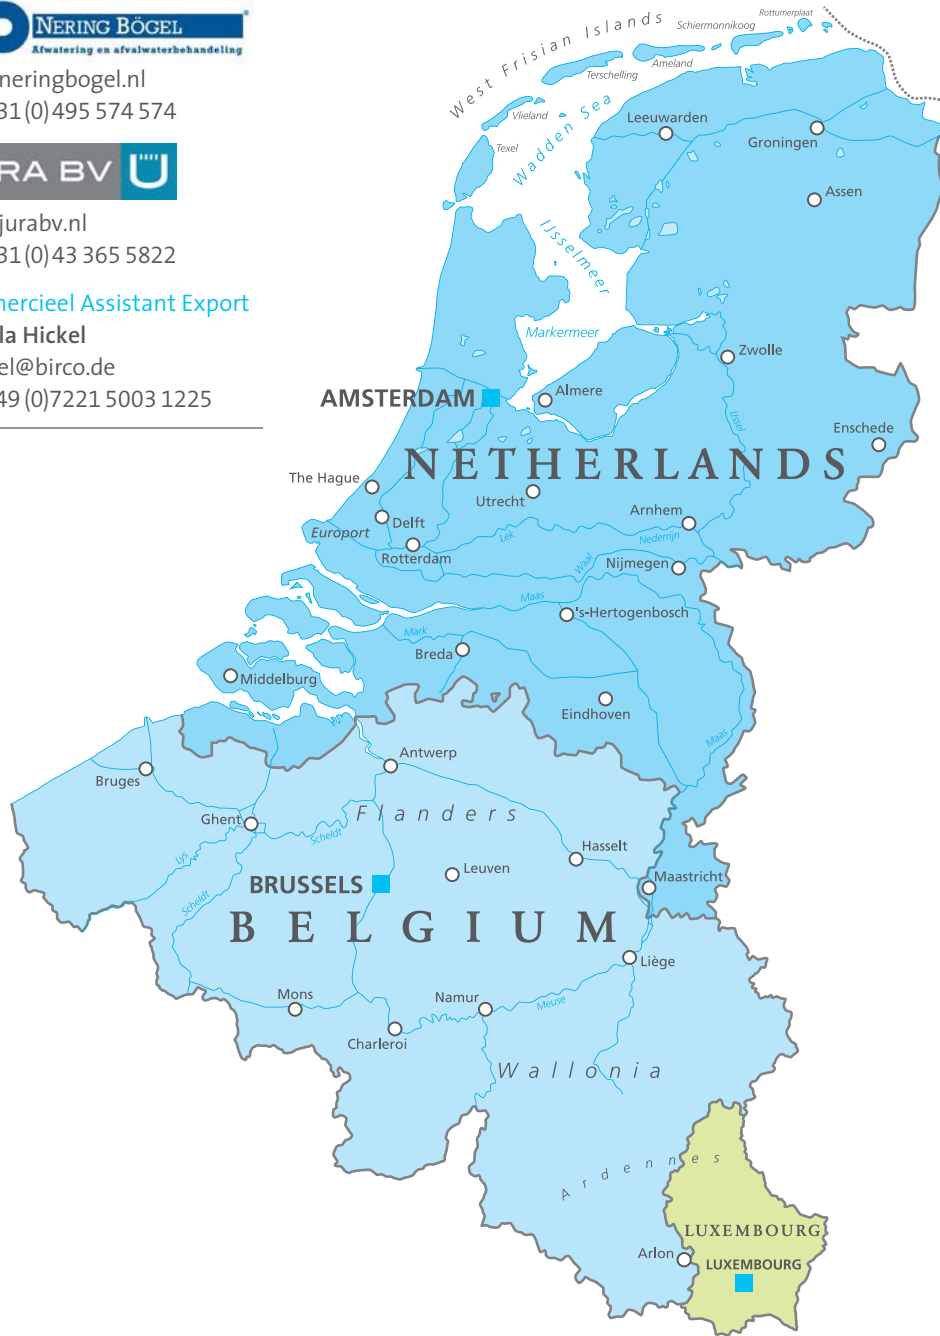 NERING BÖGEL
Afwatering en afvalwaterbehandeling
neringbogel.nl
31 (0) 495 574 574
RA BV
jurabv.nl
31 (0) 43 365 5822
mercieel Assistant Export
la Hickel
el@birco.de
49 (0)7221 5003 1225
West Frisian Islands
Schiermonnikoog
Rottumerplaat
Ameland
Terschelling
Vlieland
Texel
Wadden Sea
Leeuwarden
Groningen
Assen
IJsselmeer
Markermeer
Zwolle
AMSTERDAM
Almere
IJssel
Enschede
NETHERLANDS
The Hague
Utrecht
Delft
Arnhem
Europort
Lek
Nederrijn
Rotterdam
Waal
Nijmegen
Maas
's-Hertogenbosch
Mark
Breda
Middelburg
Eindhoven
Maas
Antwerp
Bruges
Flanders
Ghent
Scheldt
Hasselt
Lys
Leuven
Maastricht
BRUSSELS
Scheldt
BELGIUM
Liège
Mons
Namur
Meuse
Charleroi
Wallonia
Ardennes
LUXEMBOURG
Arlon
LUXEMBOURG